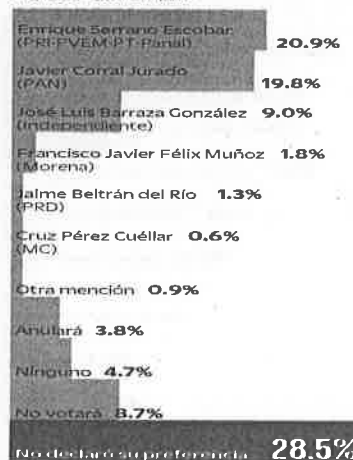 Enrique Serrano Escobar
(PRI-PVEM-PT-Panal) 20.9%
Javier Corral Jurado
(PAN) 19.8%
José Luis Barraza González 9.0%
(Independiente)
Francisco Javier Félix Muñoz 1.8%
(Morena)
Jaime Beltrán del Río 1.3%
(PRD)
Cruz Pérez Cuéllar 0.6%
(MC)
Otra mención 0.9%
Anulará 3.8%
Ninguno 4.7%
No votará 8.7%
No declaró su preferencia 28.5%